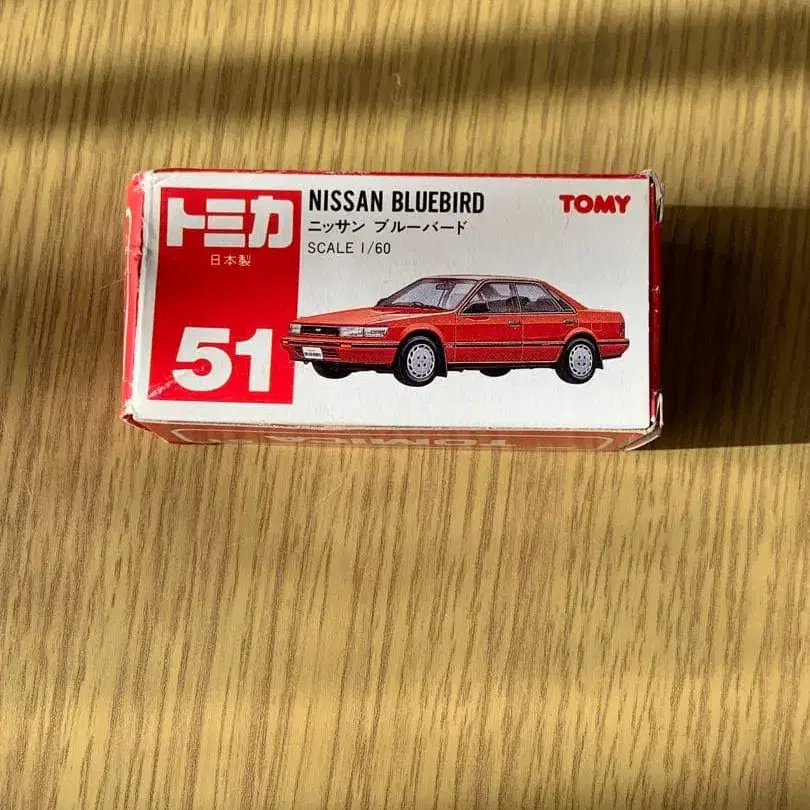 トミカ
日本製
51
NISSAN BLUEBIRD
ニッサン ブルーバード
SCALE 1/60
TOMY
TOMICA